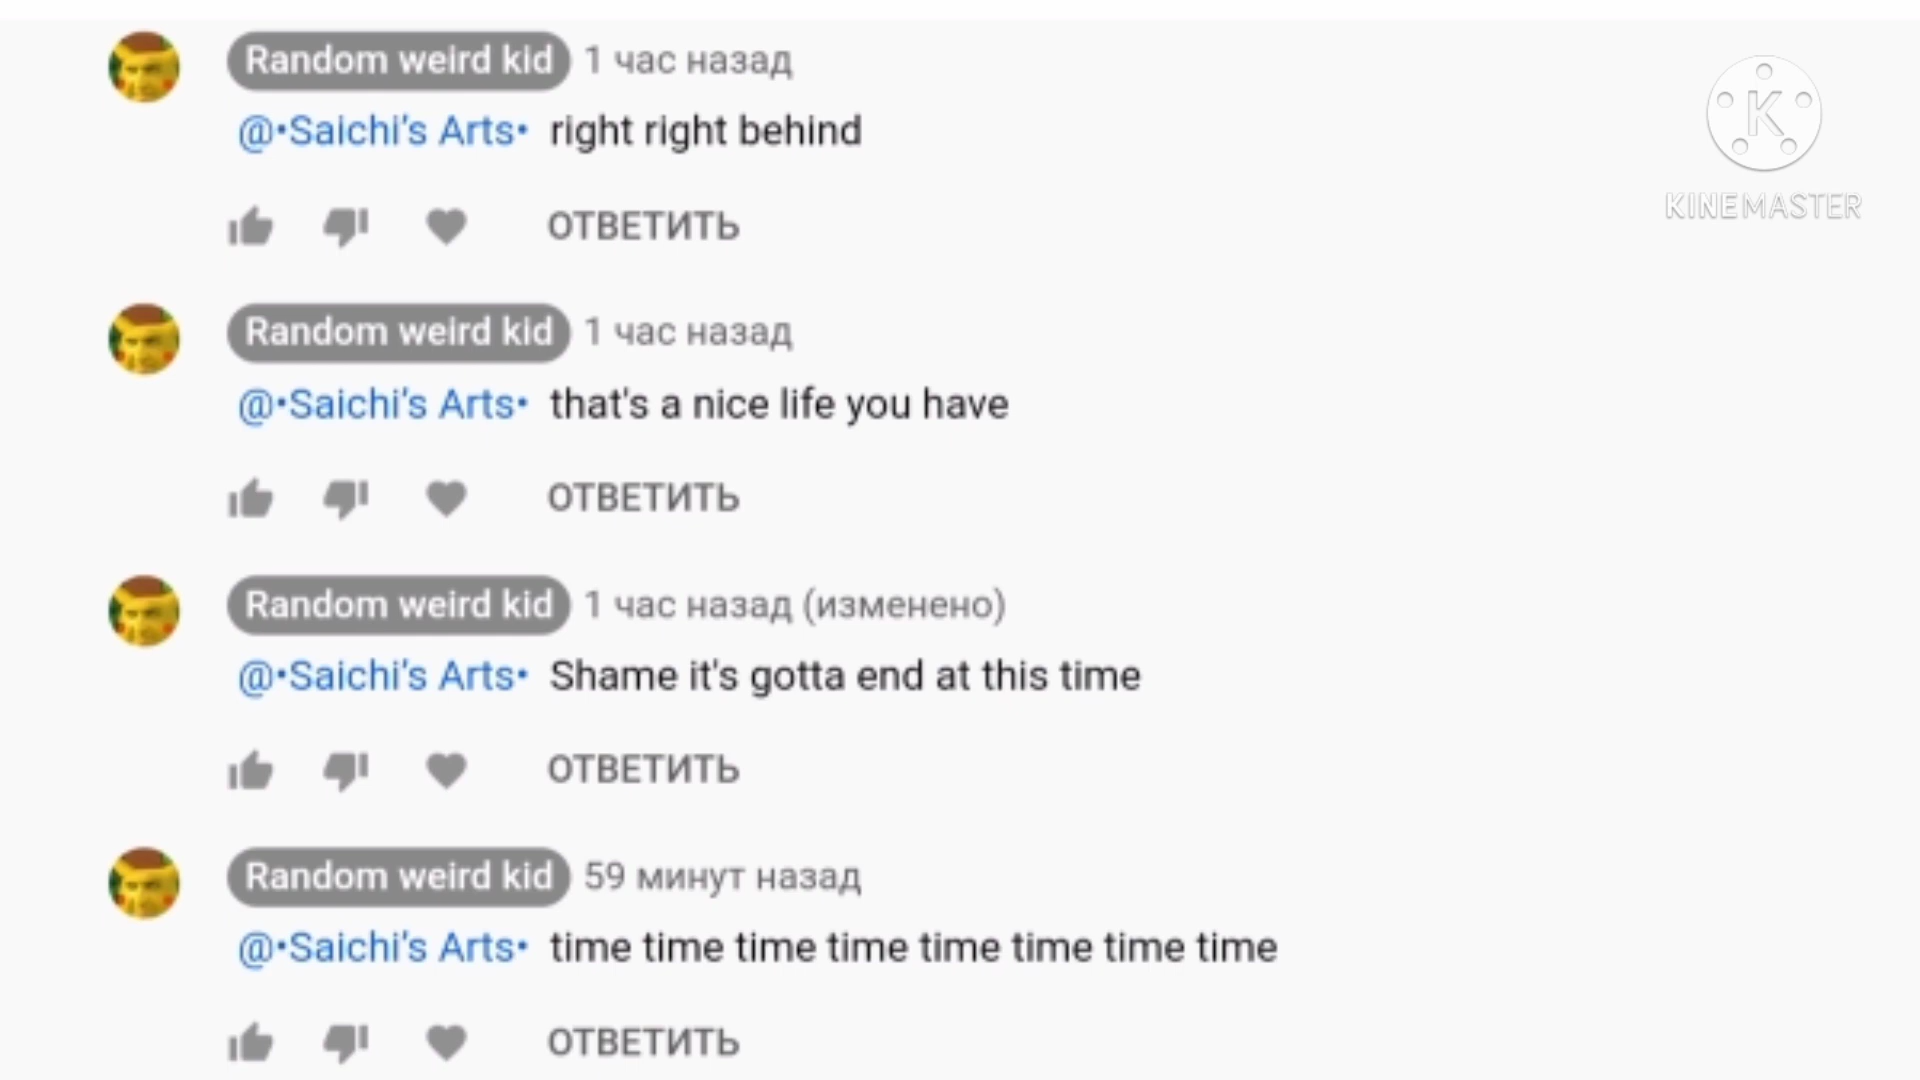 Random weird kid 1 час назад
@•Saichi's Arts• right right behind
ОТВЕТИТЬ
Random weird kid 1 час назад
@•Saichi's Arts• that's a nice life you have
ОТВЕТИТЬ
Random weird kid 1 час назад (изменено)
@•Saichi's Arts• Shame it's gotta end at this time
ОТВЕТИТЬ
Random weird kid 59 минут назад
@•Saichi's Arts• time time time time time time time time
ОТВЕТИТЬ
K
KINEMASTER